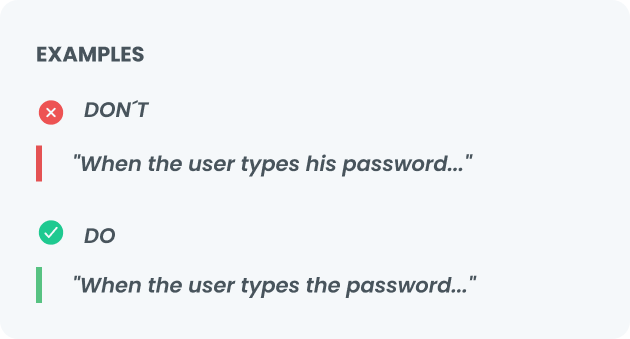 EXAMPLES
DON´T
"When the user types his password..."
DO
"When the user types the password..."